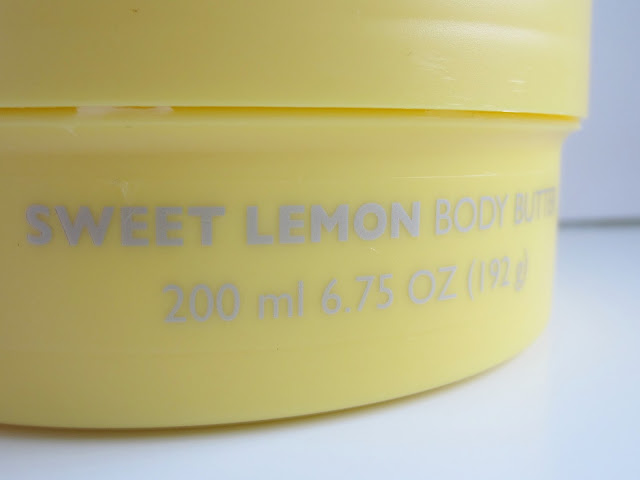 SWEET LEMON BODY BUTTE
200 ml 6.75 OZ (192 g)